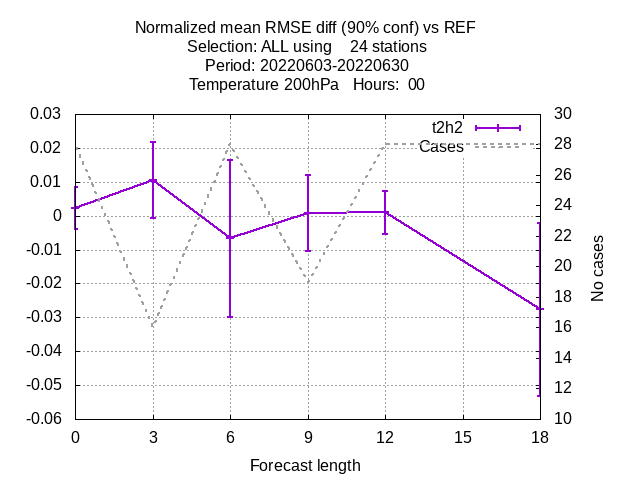 Normalized mean RMSE diff (90% conf) vs REF
Selection: ALL using    24 stations
Period: 20220603-20220630
Temperature 200hPa   Hours:  00
0.03
0.02
0.01
0
-0.01
-0.02
-0.03
-0.04
-0.05
-0.06
t2h2
Cases
30
28
26
24
22
20
18
16
14
12
10
No cases
0 3 6 9 12 15 18
Forecast length